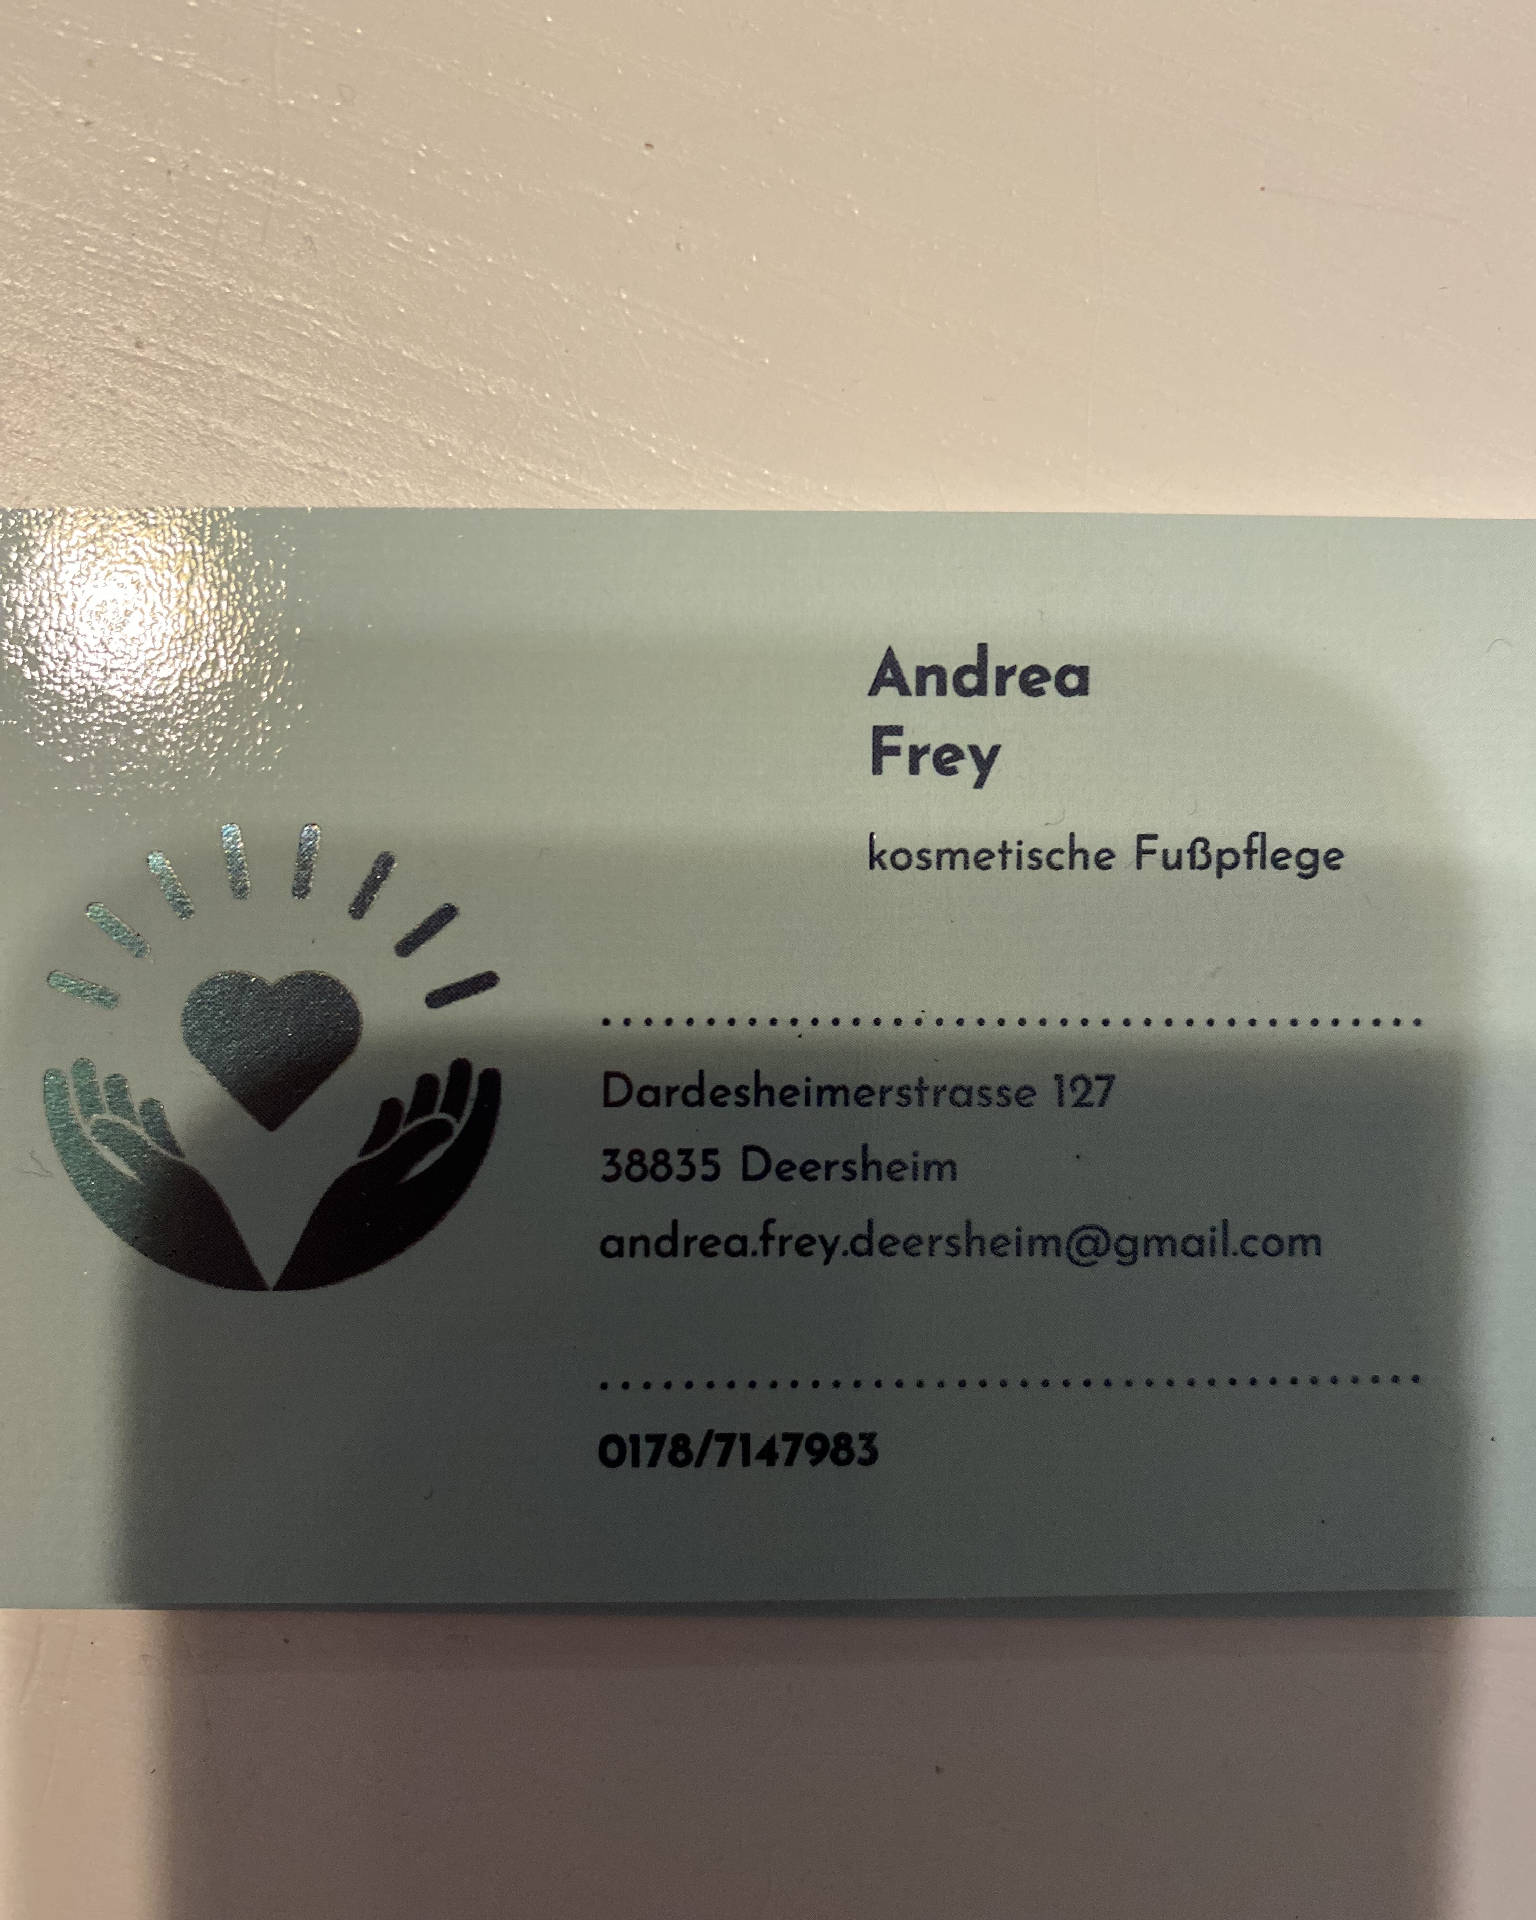 Andrea
Frey
kosmetische Fußpflege
Dardesheimerstrasse 127
38835 Deersheim
andrea.frey.deersheim@gmail.com
0178/7147983